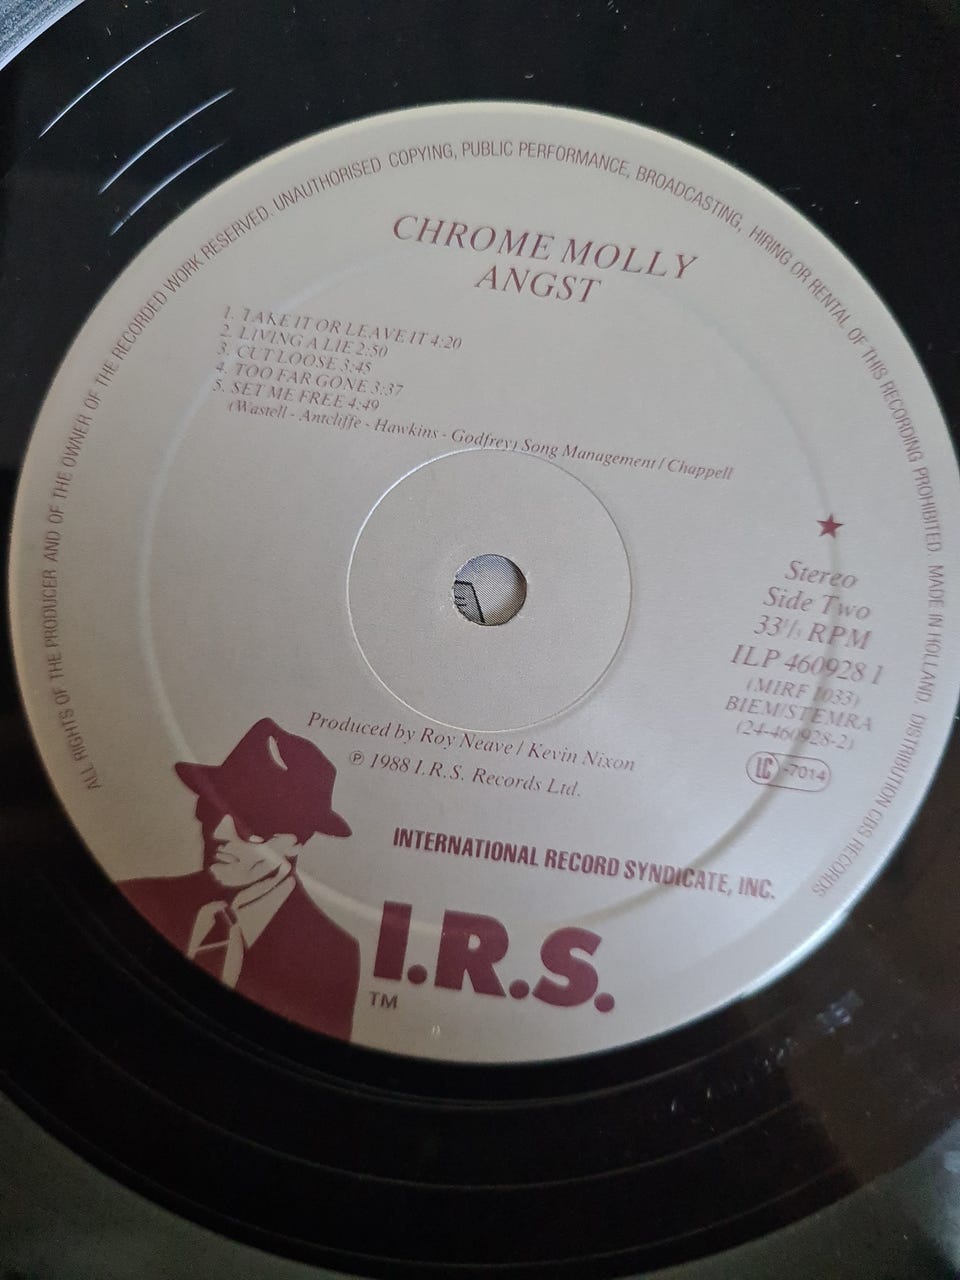 ALL RIGHTS OF THE PRODUCER AND OF THE OWNER OF THE RECORDED WORK RESERVED. UNAUTHORISED COPYING, PUBLIC PERFORMANCE, BROADCASTING, HIRING OR RENTAL OF THIS RECORDING PROHIBITED. MADE IN HOLLAND. DISTRIBUTION CBS RECORDS
CHROME MOLLY
ANGST
1. TAKE IT OR LEAVE IT 4:20
2. LIVING A LIE 2:50
3. CUT LOOSE 3:45
4. TOO FAR GONE 3:37
5. SET ME FREE 4:49
(Wastell - Antcliffe - Hawkins - Godfrey) Song Management / Chappell
Stereo
Side Two
33⅓ RPM
ILP 460928 1
(MIRF 1033)
BIEM/STEMRA
(24-460928-2)
LC -7014
Produced by Roy Neave / Kevin Nixon
℗ 1988 I.R.S. Records Ltd.
INTERNATIONAL RECORD SYNDICATE, INC.
I.R.S.
TM